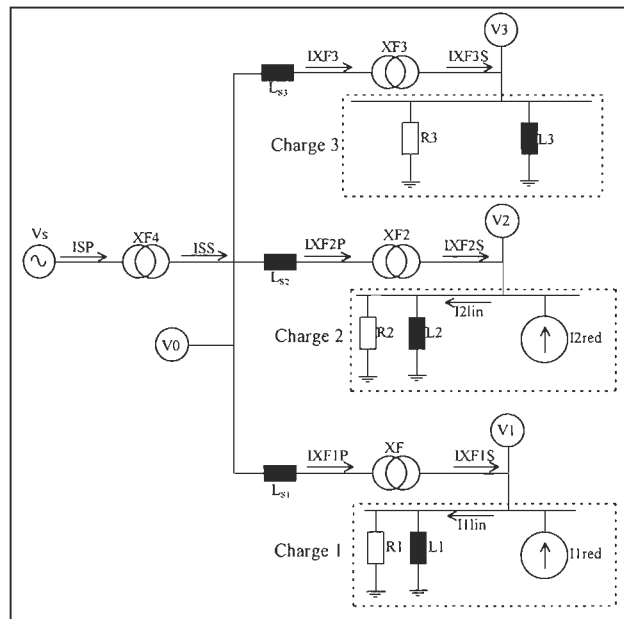 V3
IXF3 XF3 IXF3S
LS3
Charge 3 R3 L3
V2
Vs ISP XF4 ISS IXF2P XF2 IXF2S
LS2
I2lin
V0 Charge 2 R2 L2 I2red
V1
IXF1P XF IXF1S
LS1
I1lin
Charge 1 R1 L1 I1red